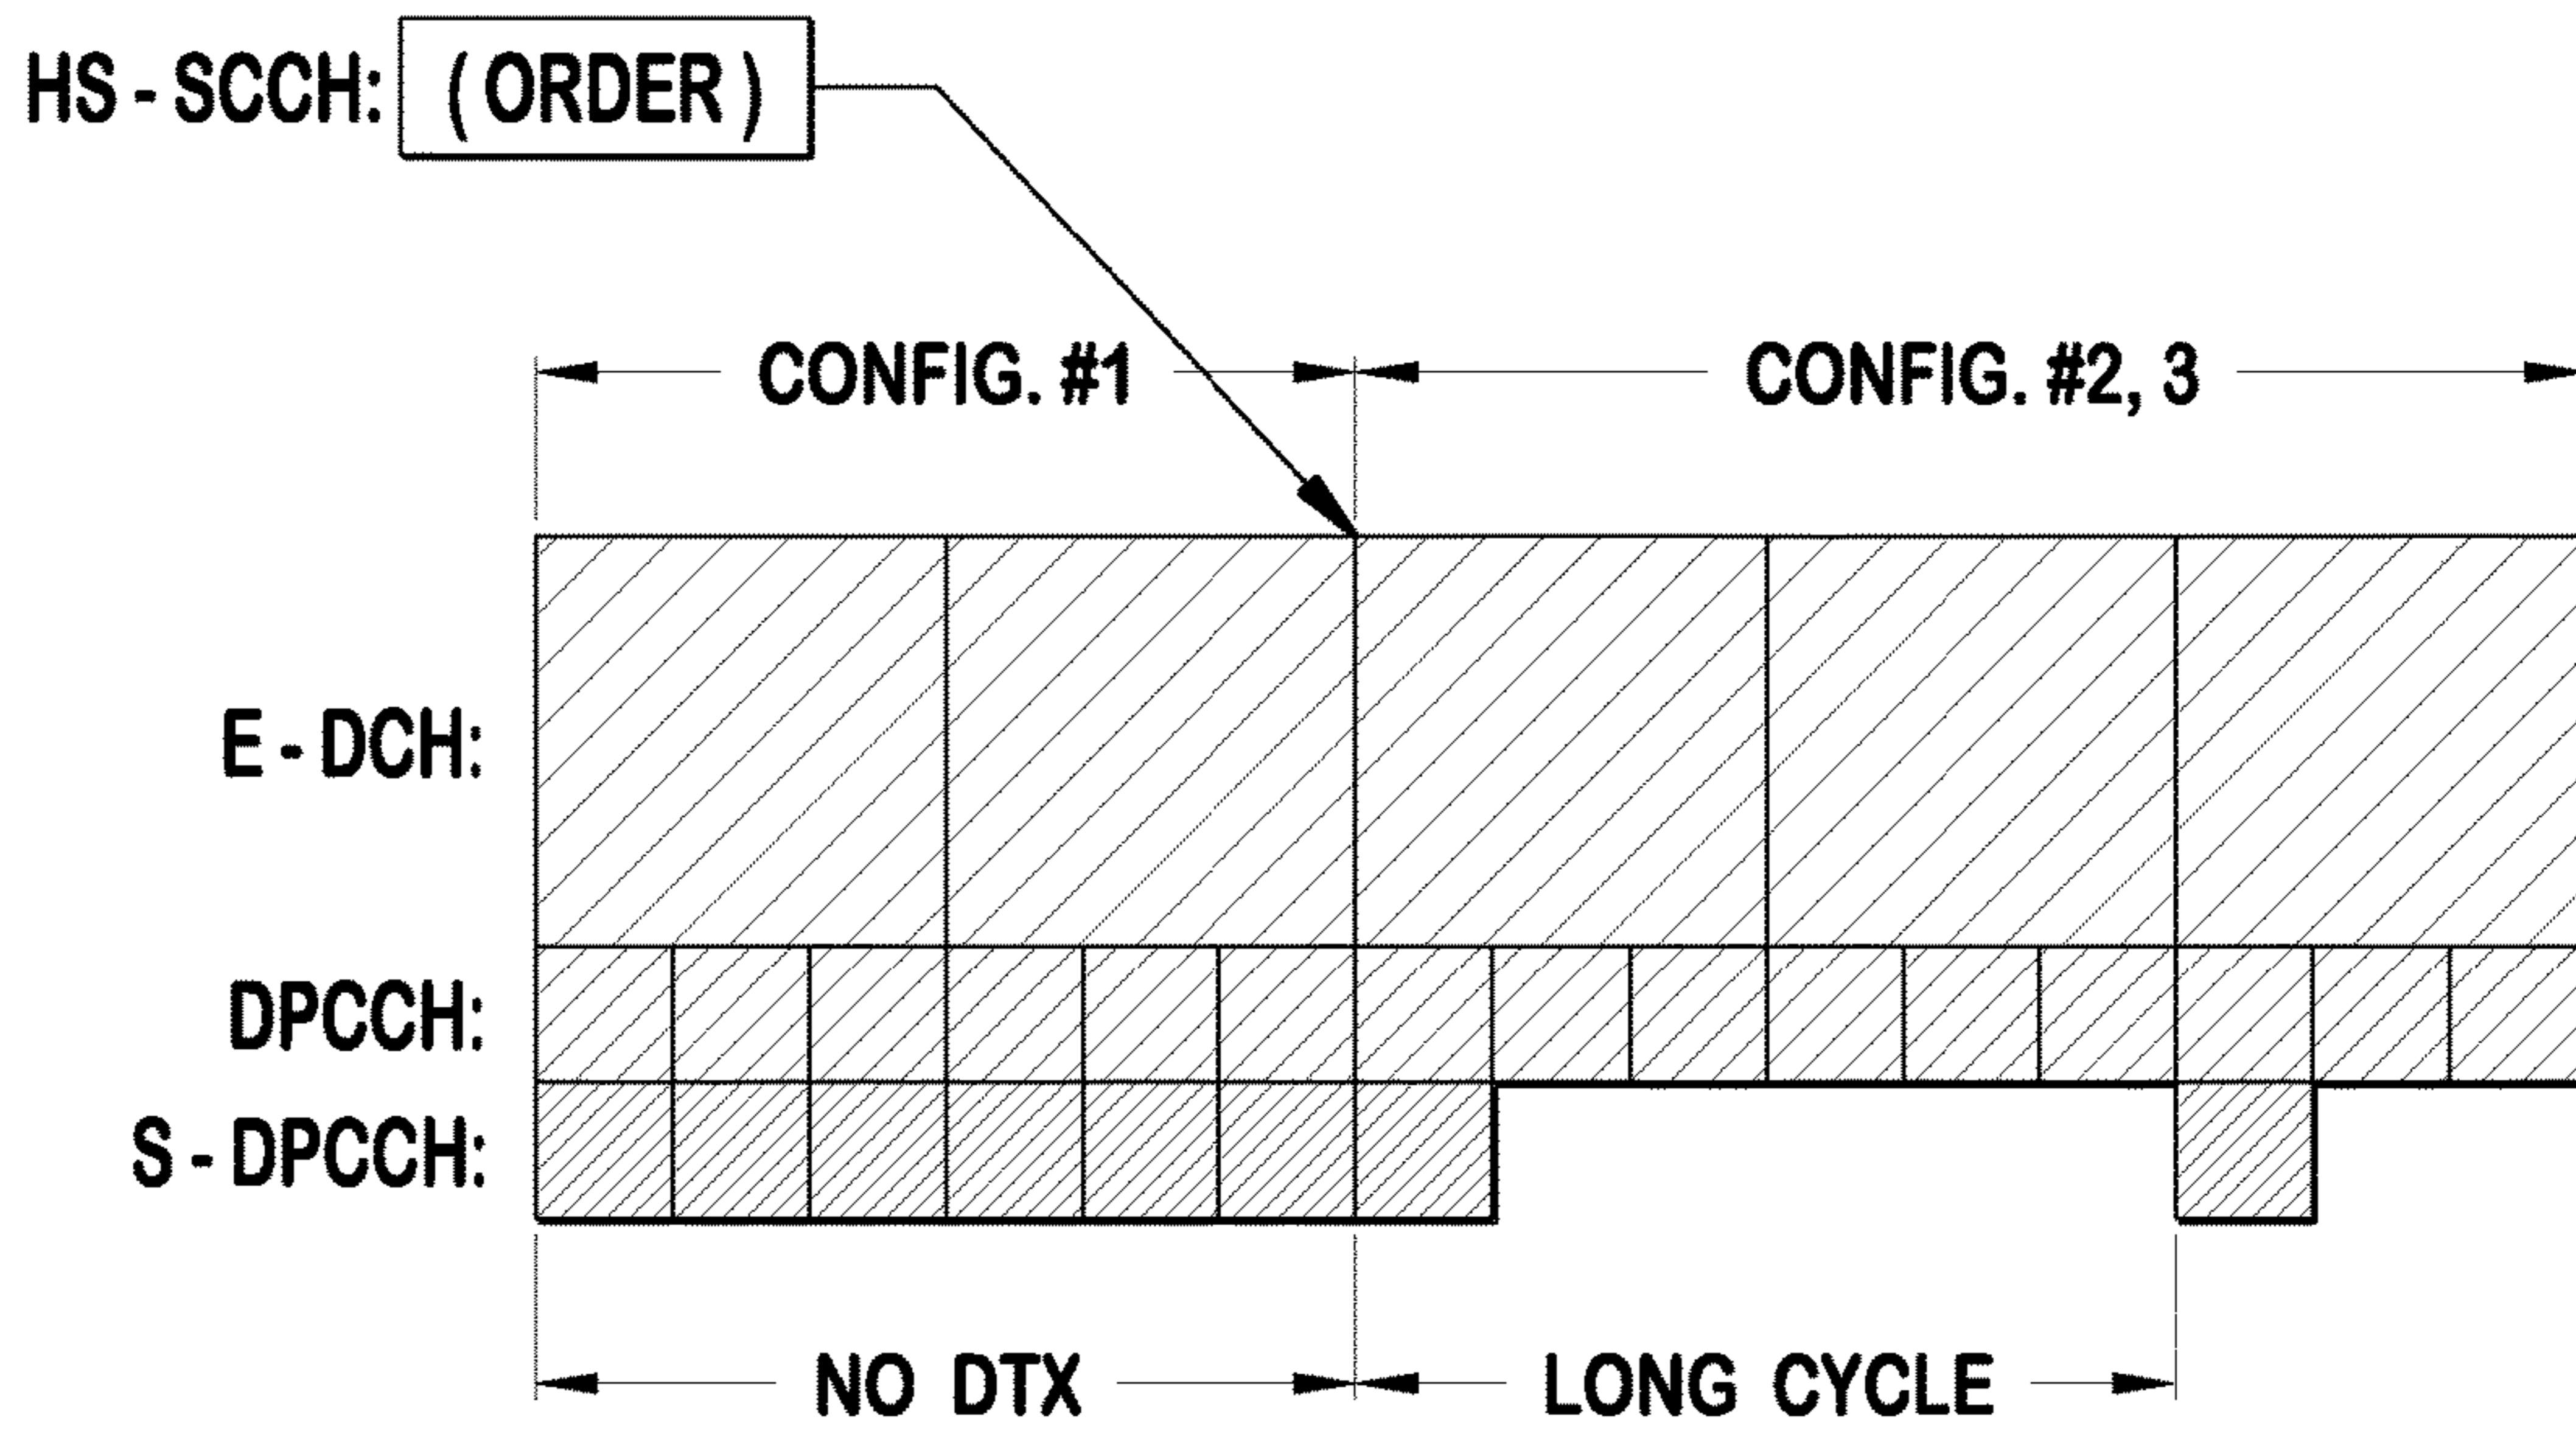 HS - SCCH: ( ORDER )
CONFIG. #1 CONFIG. #2, 3
E - DCH:
DPCCH:
S - DPCCH:
NO DTX LONG CYCLE